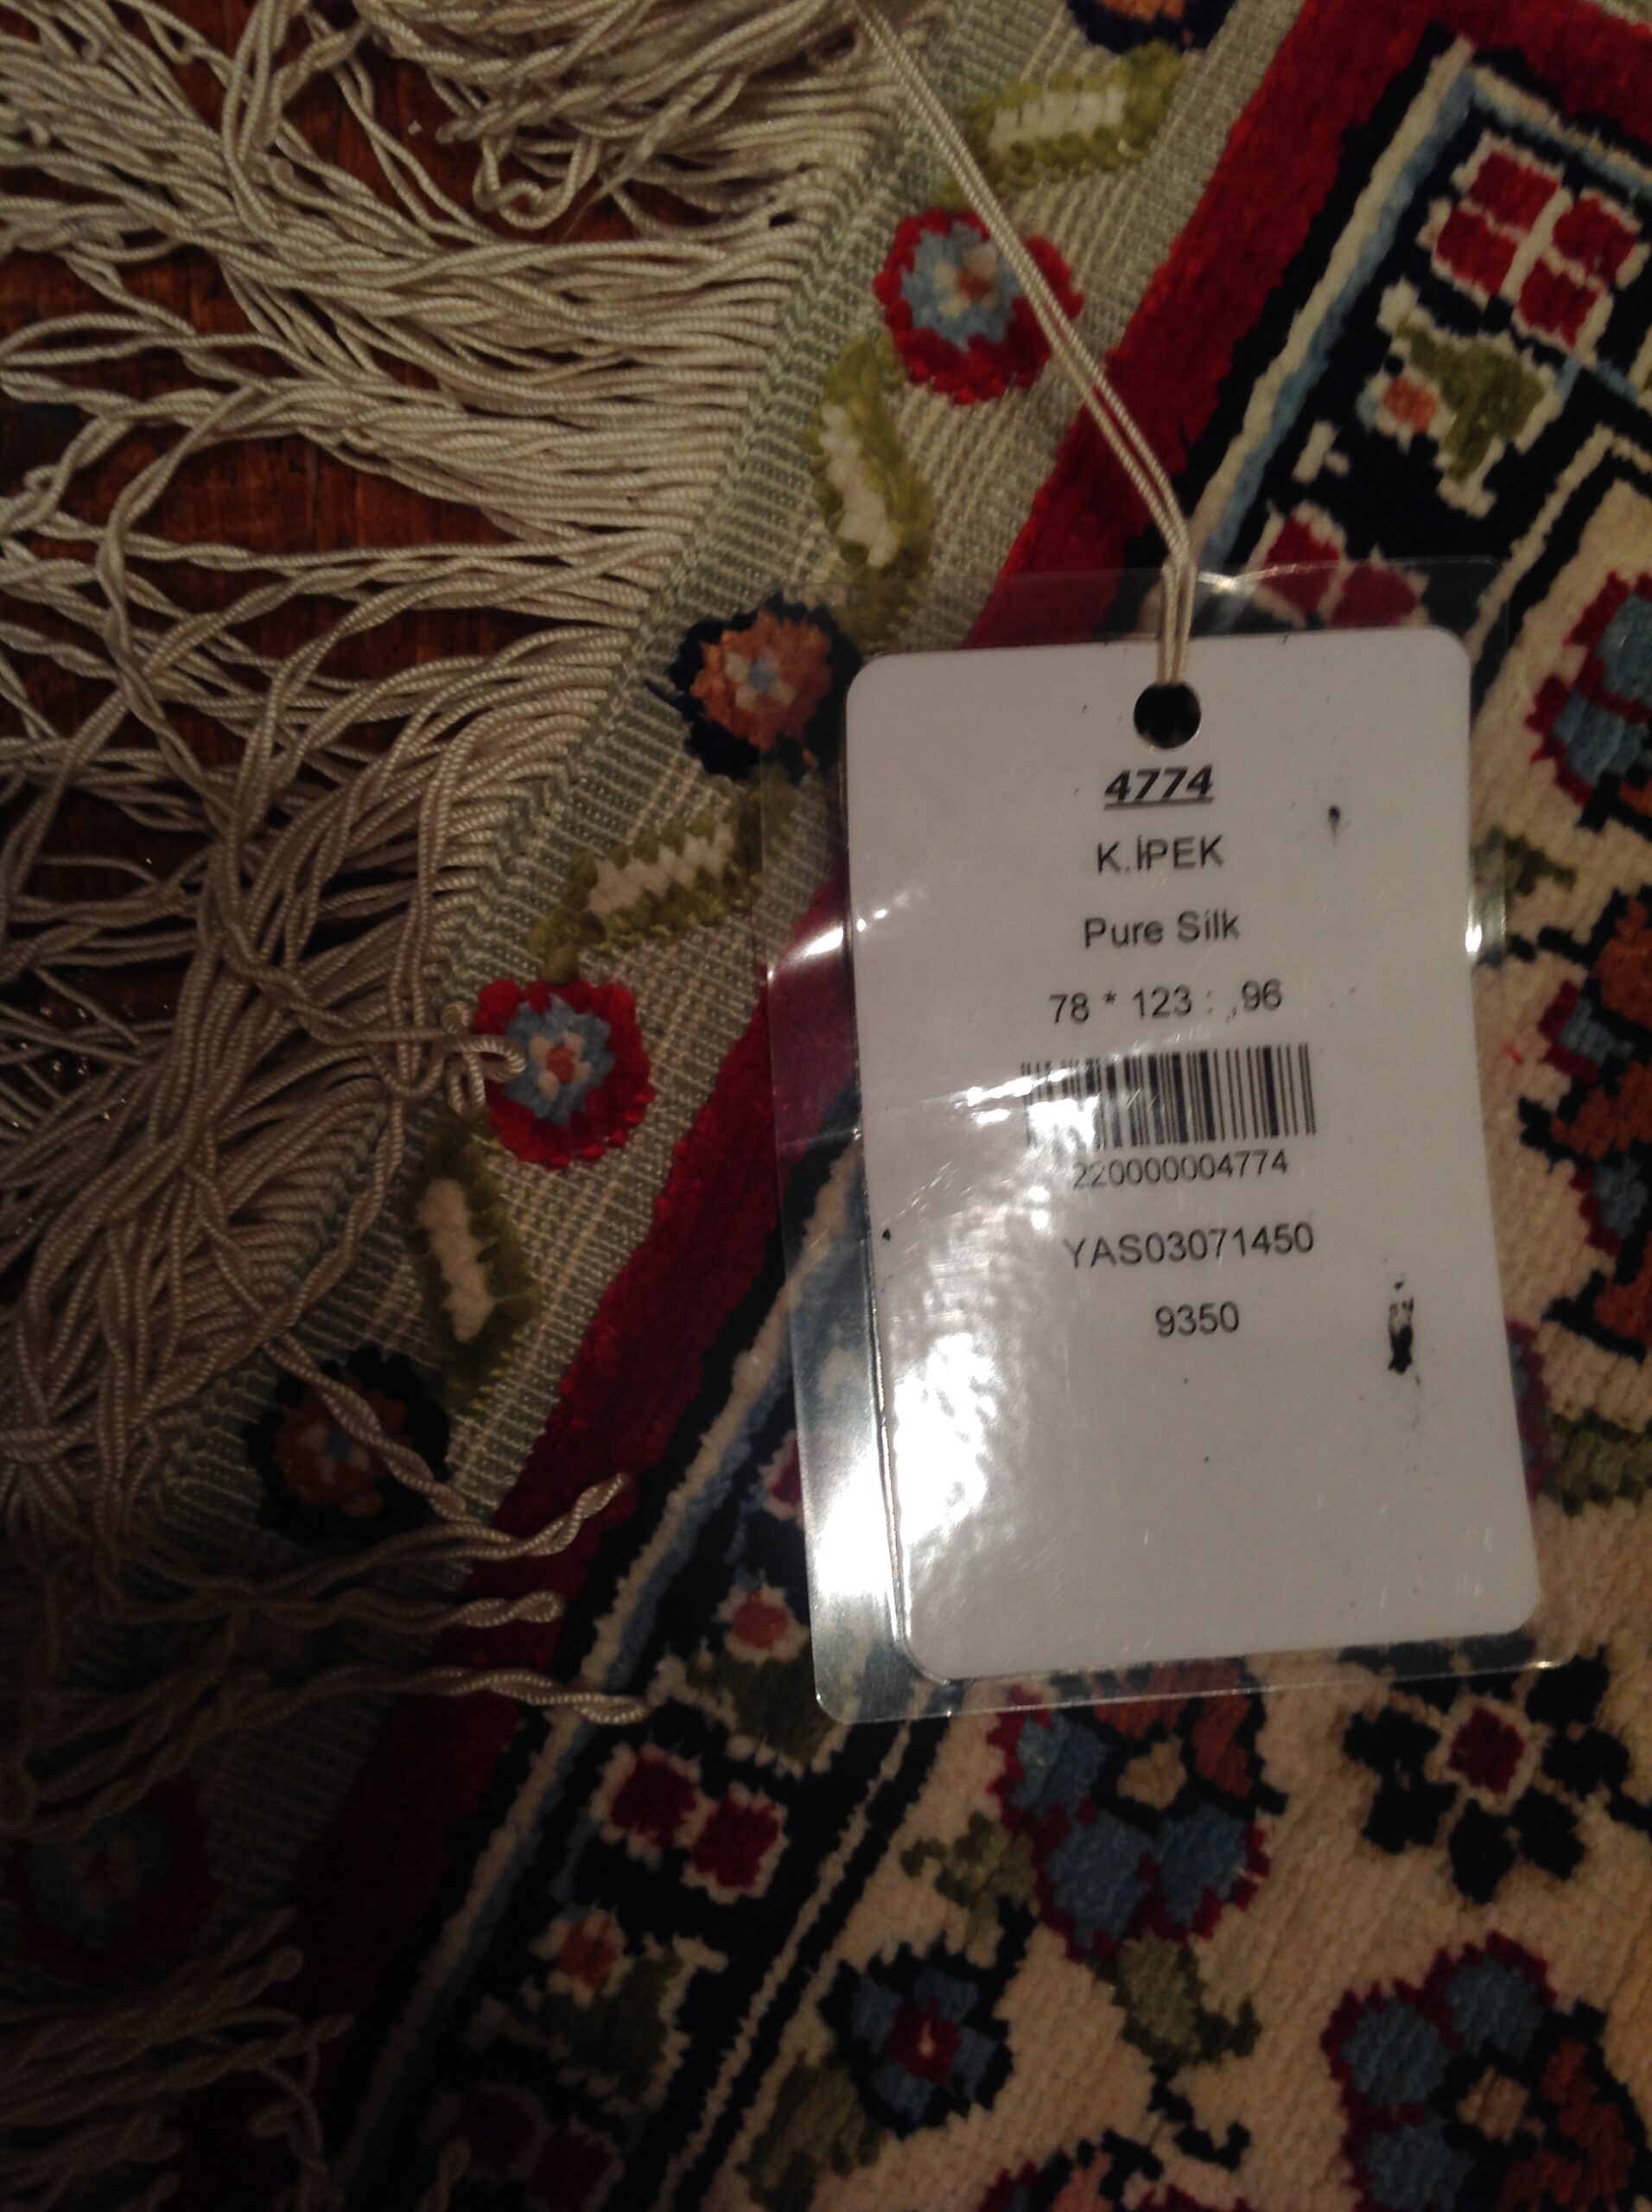 4774
K.İPEK
Pure Silk
78 * 123 : ,96
220000004774
YAS03071450
9350